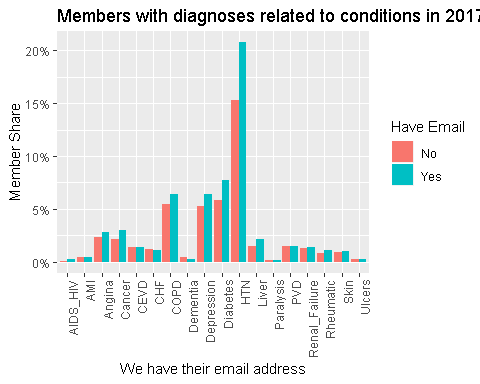 Members with diagnoses related to conditions in 2017
Member Share
20%
15%
10%
5%
0%
AIDS_HIV
AMI
Angina
Cancer
CEVD
CHF
COPD
Dementia
Depression
Diabetes
HTN
Liver
Paralysis
PVD
Renal_Failure
Rheumatic
Skin
Ulcers
We have their email address
Have Email
No
Yes